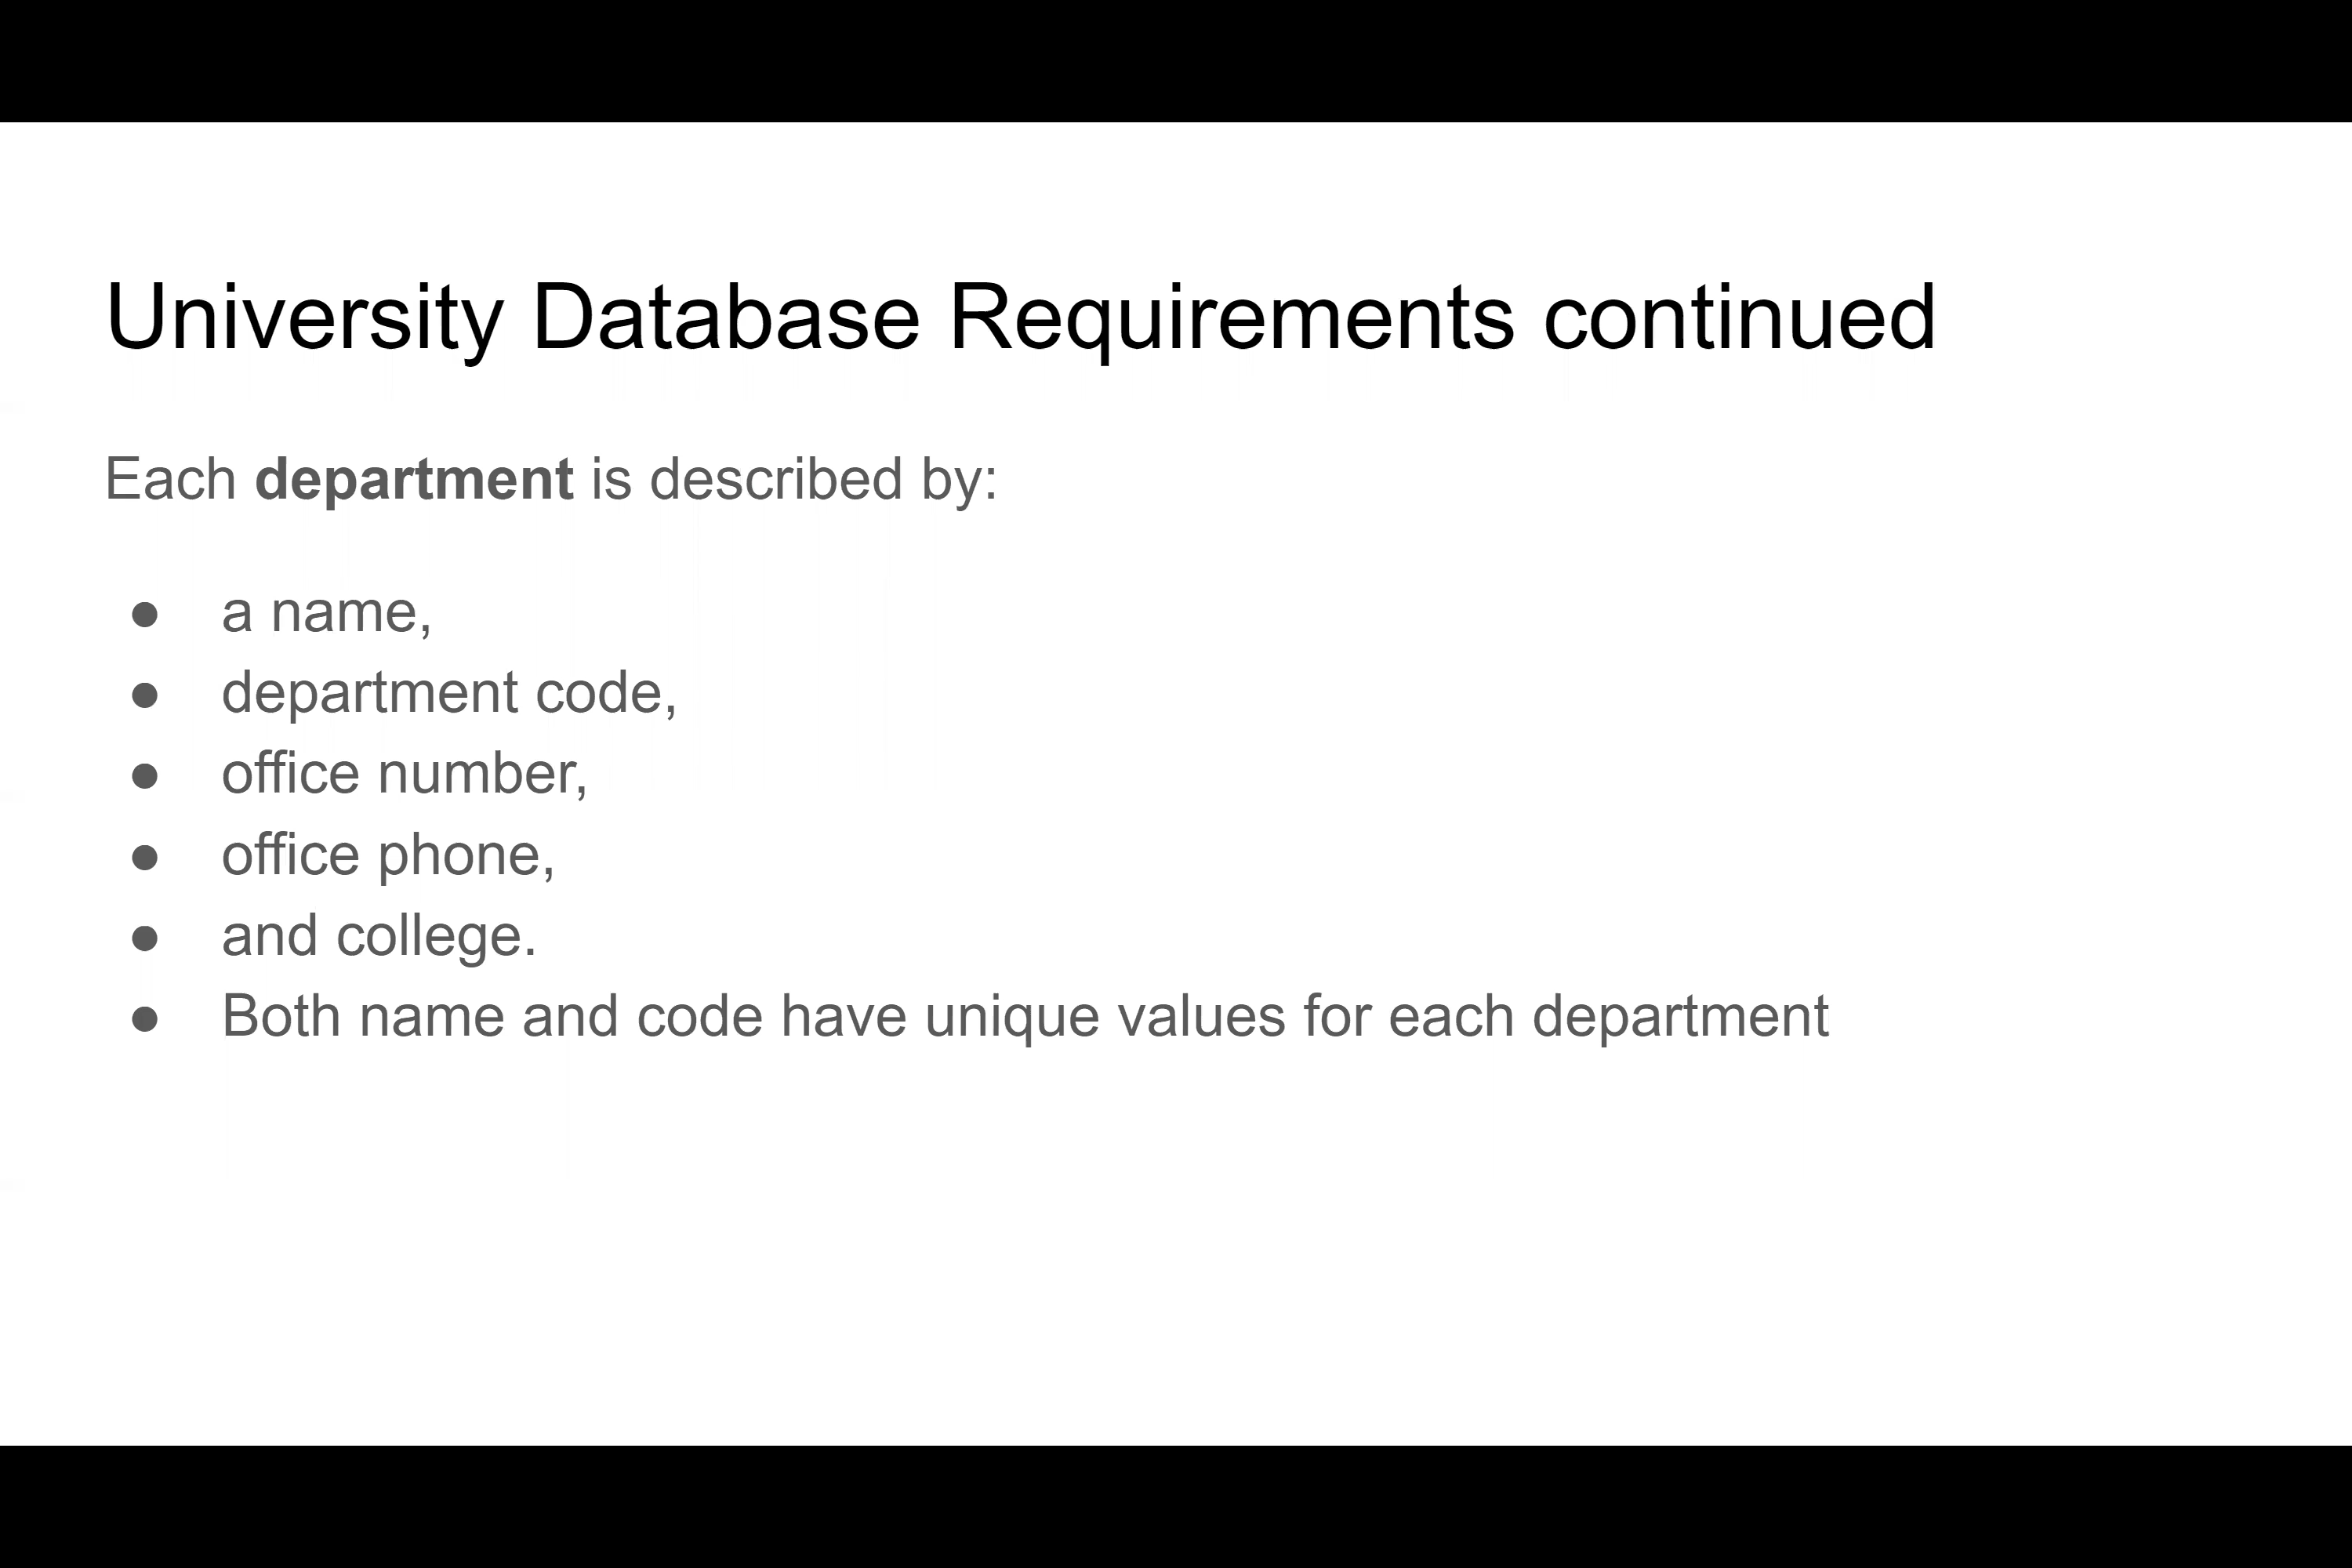 University Database Requirements continued
Each department is described by:
● a name,
● department code,
● office number,
● office phone,
● and college.
● Both name and code have unique values for each department